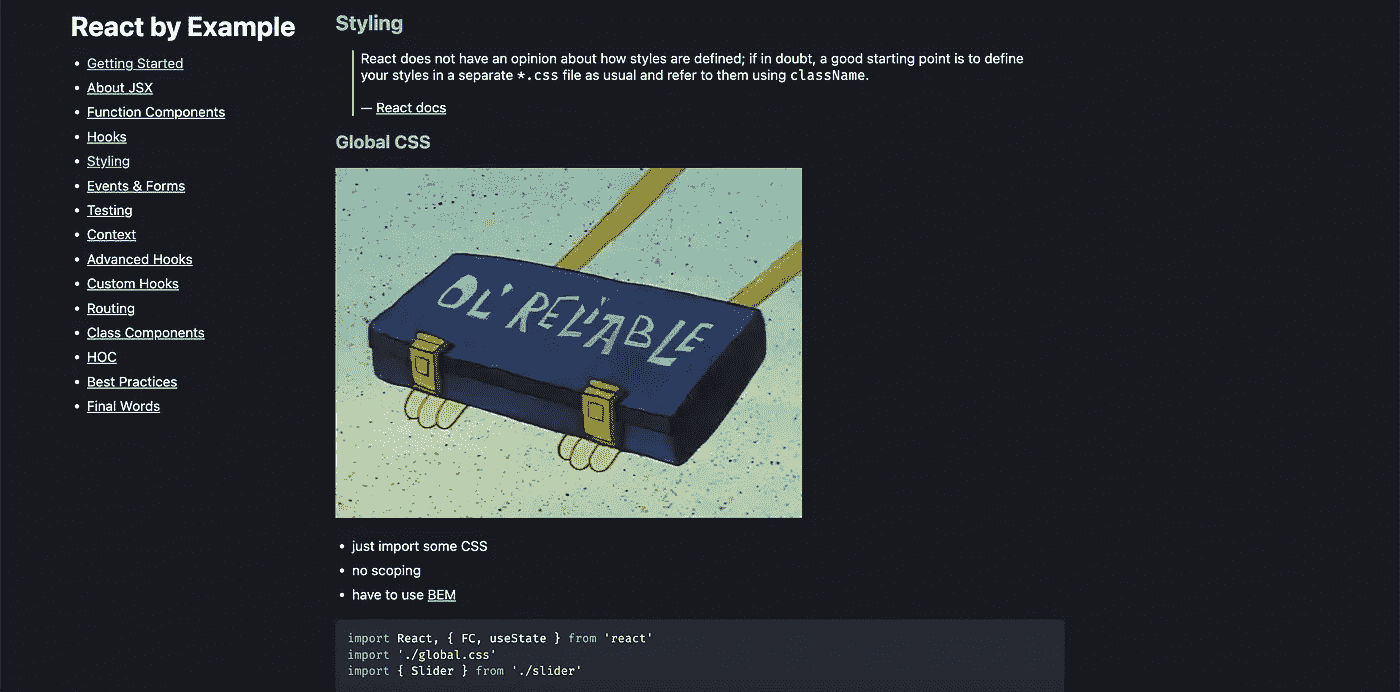 React by Example
Getting Started
About JSX
Function Components
Hooks
Styling
Events & Forms
Testing
Context
Advanced Hooks
Custom Hooks
Routing
Class Components
HOC
Best Practices
Final Words
Styling
React does not have an opinion about how styles are defined; if in doubt, a good starting point is to define
your styles in a separate *.css file as usual and refer to them using className.
— React docs
Global CSS
OL' RELIABLE
• just import some CSS
• no scoping
• have to use BEM
import React, { FC, useState } from 'react'
import './global.css'
import { Slider } from './slider'